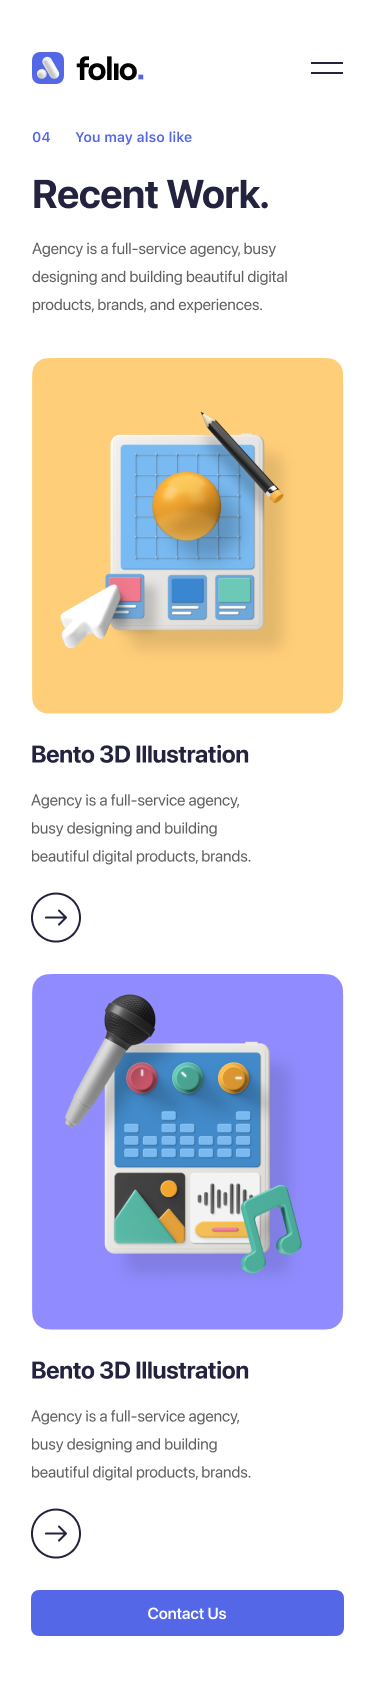 folio.
04 You may also like
Recent Work.
Agency is a full-service agency, busy
designing and building beautiful digital
products, brands, and experiences.
Bento 3D Illustration
Agency is a full-service agency,
busy designing and building
beautiful digital products, brands.
Bento 3D Illustration
Agency is a full-service agency,
busy designing and building
beautiful digital products, brands.
Contact Us